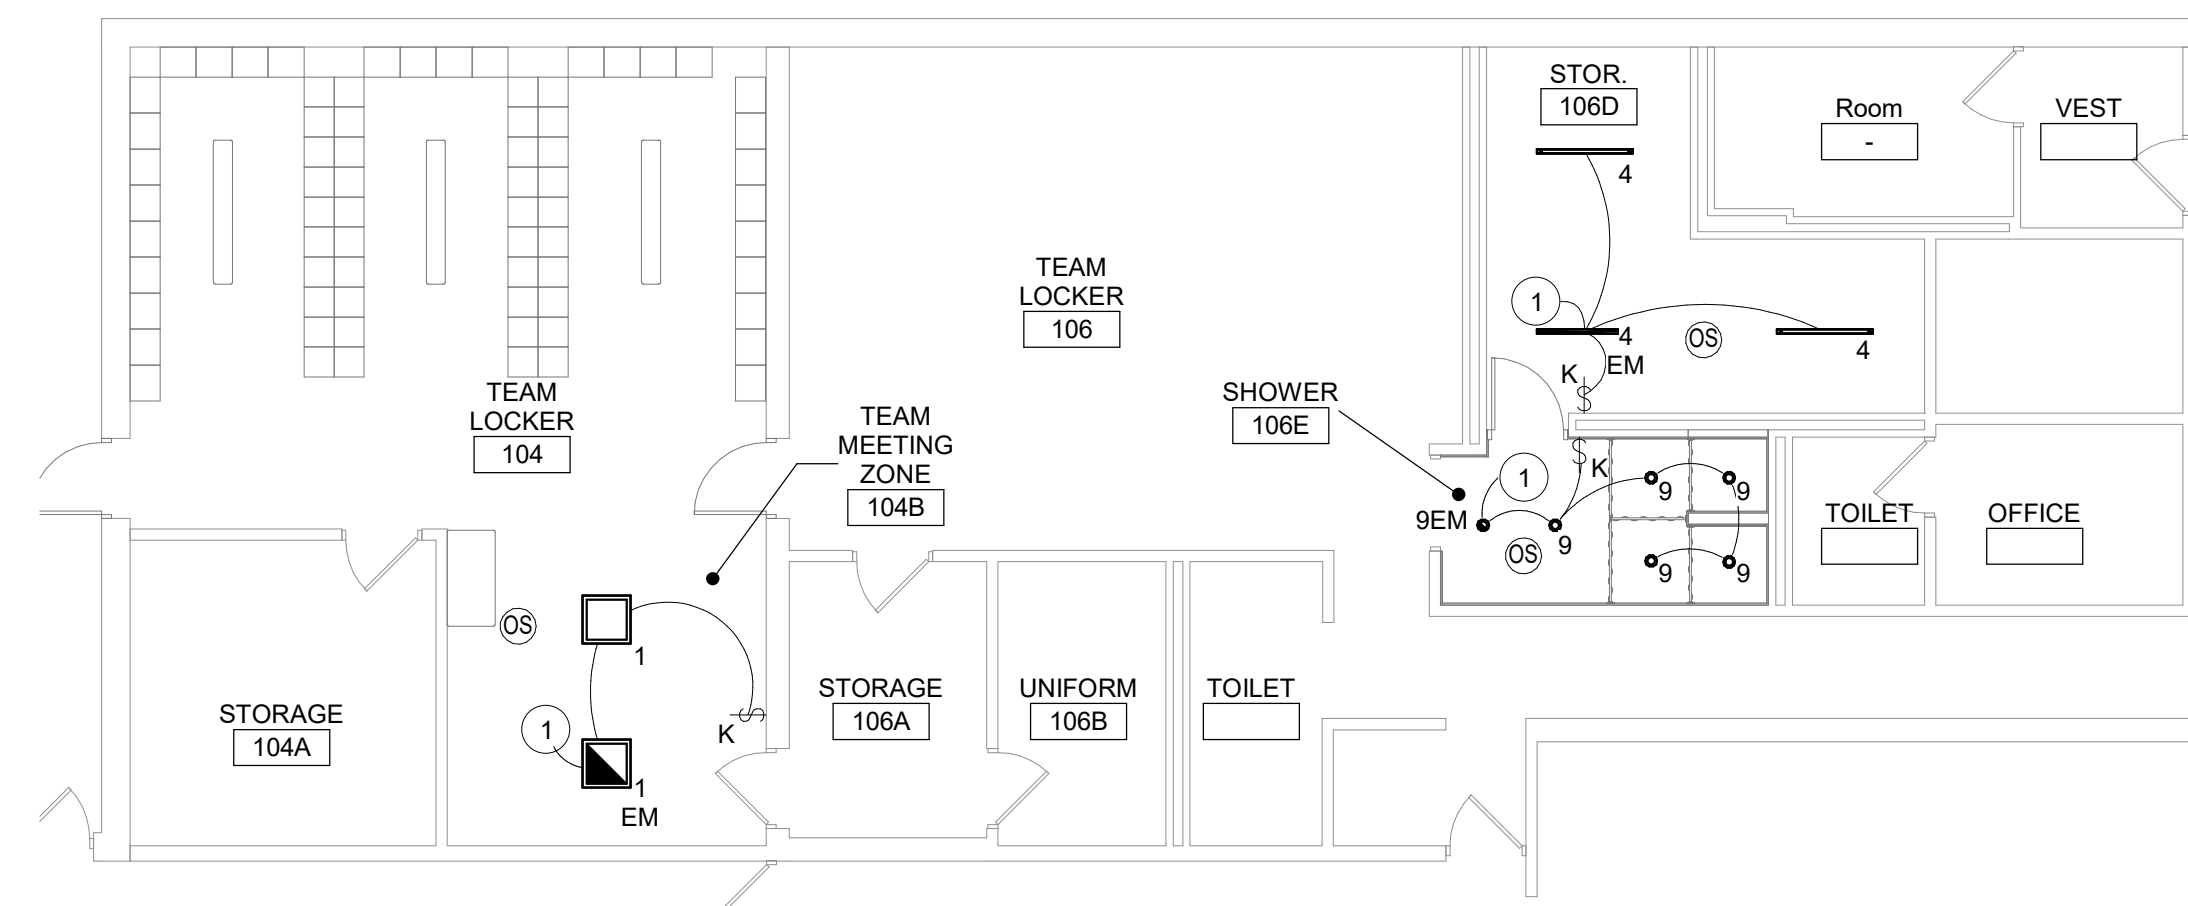 STOR.
106D
Room
-
VEST
4
TEAM
LOCKER
106
1
4
EM
OS
4
K
$
TEAM
LOCKER
104
TEAM
MEETING
ZONE
104B
SHOWER
106E
$
K
1
9
9
9EM
9
OS
9
9
TOILET
OFFICE
OS
1
STORAGE
104A
1
K
$
1
EM
STORAGE
106A
UNIFORM
106B
TOILET